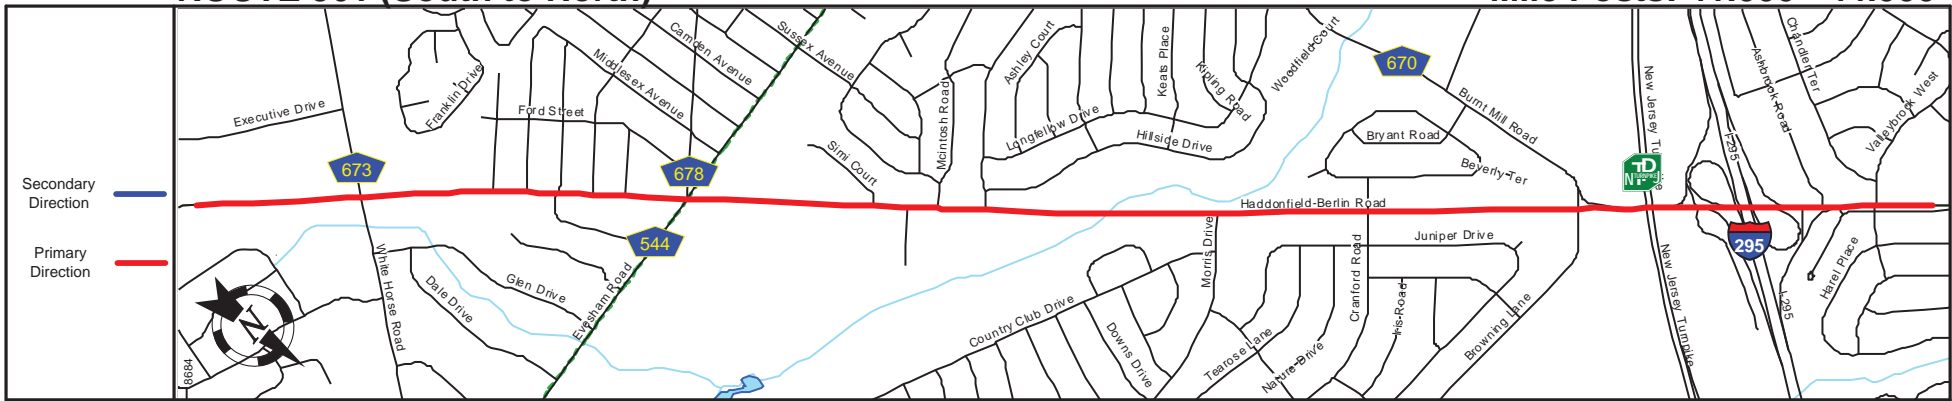 Secondary
Direction
Primary
Direction
Executive Drive
Franklin Drive
Ford Street
Middlesex Avenue
Camden Avenue
Sussex Avenue
Simi Court
McIntosh Road
Ashley Court
Longfellow Drive
Keats Place
Kipling Road
Hillside Drive
Woodfield Court
670
Burnt Mill Road
Bryant Road
Beverly-Ter
New Jersey Tu
I-295
Ashbrook Road
Chandler Ter
Valleybrook West
673
678
544
Haddonfield-Berlin Road
White Horse Road
Dale Drive
Glen Drive
Evesham Road
Country Club Drive
Downs Drive
Morris Drive
Tearose Lane
Nature-Drive
Cranford Road
Iris-Road
Juniper Drive
Browning Lane
New Jersey Turnpike
295
I-295
Harel Place
N
8684